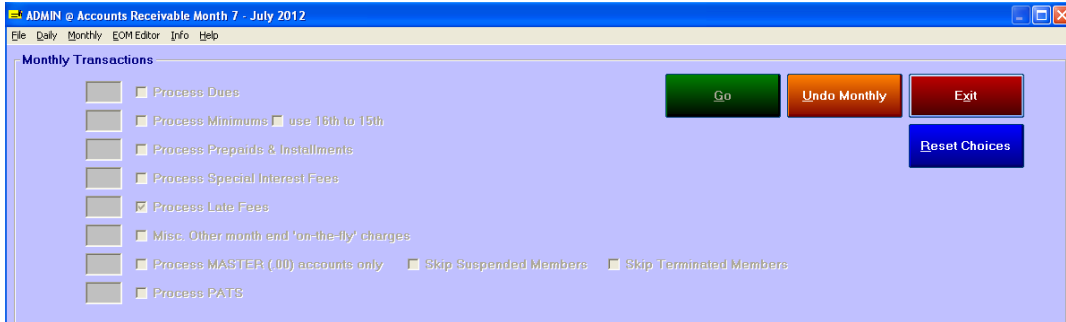 ADMIN @ Accounts Receivable Month 7 - July 2012
File Daily Monthly EOM Editor Info Help
Monthly Transactions
Process Dues
Go Undo Monthly Exit
Process Minimums use 16th to 15th
Process Prepaids & Installments
Reset Choices
Process Special Interest Fees
Process Late Fees
Misc. Other month end 'on-the-fly' charges
Process MASTER (.00) accounts only Skip Suspended Members Skip Terminated Members
Process PATS